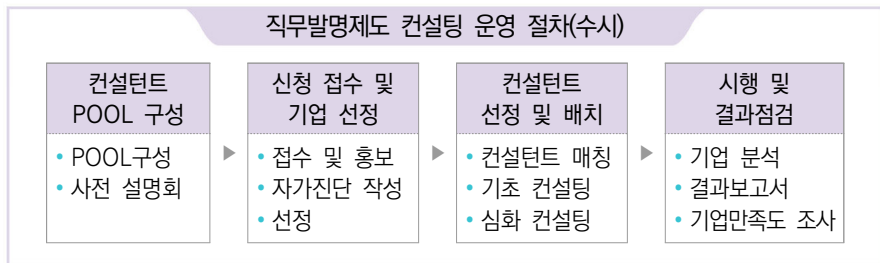 직무발명제도 컨설팅 운영 절차(수시)
컨설턴트
POOL 구성
• POOL구성
• 사전 설명회
신청 접수 및
기업 선정
• 접수 및 홍보
• 자가진단 작성
• 선정
컨설턴트
선정 및 배치
• 컨설턴트 매칭
• 기초 컨설팅
• 심화 컨설팅
시행 및
결과점검
• 기업 분석
• 결과보고서
• 기업만족도 조사